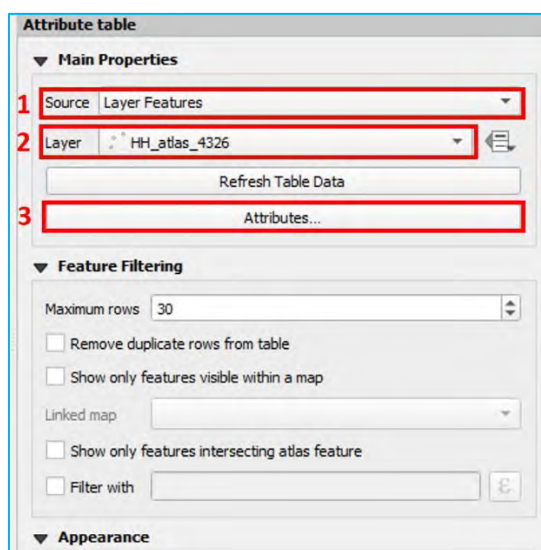 Attribute table
Main Properties
1 Source Layer Features
2 Layer HH_atlas_4326
Refresh Table Data
3 Attributes...
Feature Filtering
Maximum rows 30
Remove duplicate rows from table
Show only features visible within a map
Linked map
Show only features intersecting atlas feature
Filter with ε
Appearance